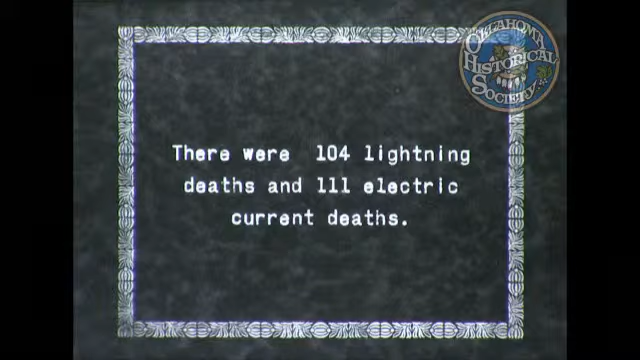 OKLAHOMA
HISTORICAL
SOCIETY
There were 104 lightning
deaths and 111 electric
current deaths.